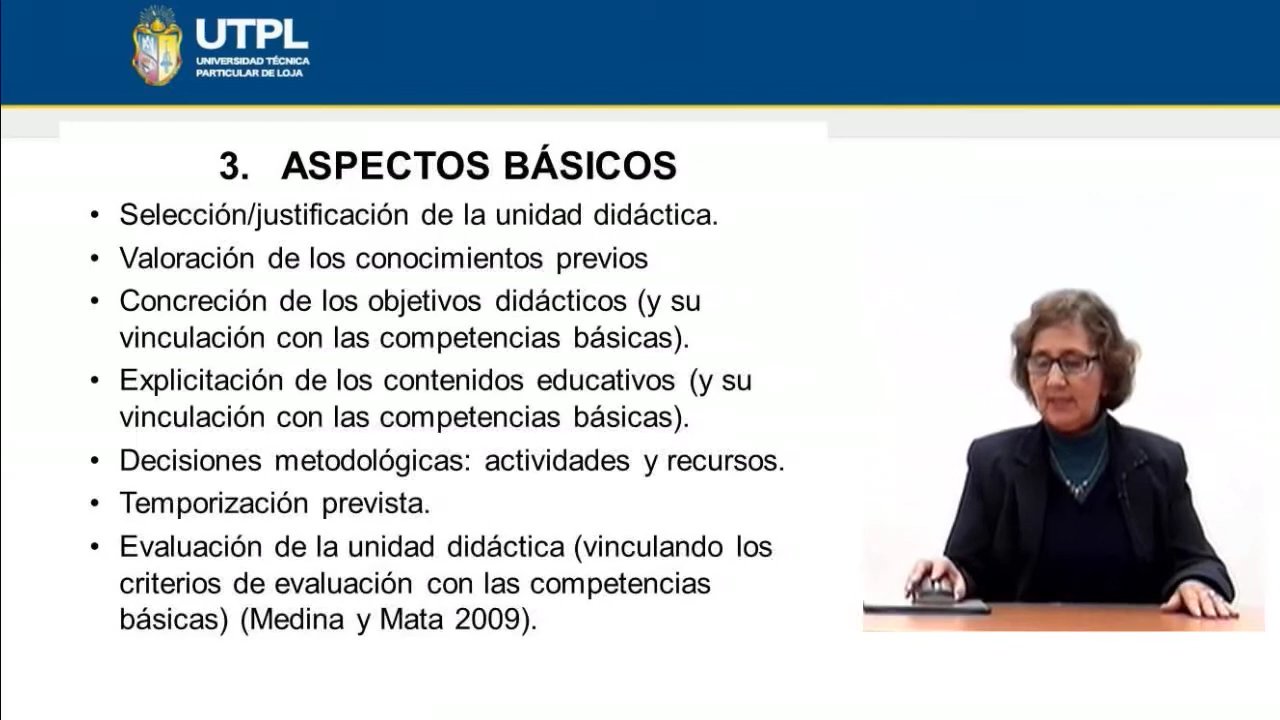 UTPL
UNIVERSIDAD TÉCNICA
PARTICULAR DE LOJA
3. ASPECTOS BÁSICOS
• Selección/justificación de la unidad didáctica.
• Valoración de los conocimientos previos
• Concreción de los objetivos didácticos (y su
vinculación con las competencias básicas).
• Explicitación de los contenidos educativos (y su
vinculación con las competencias básicas).
• Decisiones metodológicas: actividades y recursos.
• Temporización prevista.
• Evaluación de la unidad didáctica (vinculando los
criterios de evaluación con las competencias
básicas) (Medina y Mata 2009).